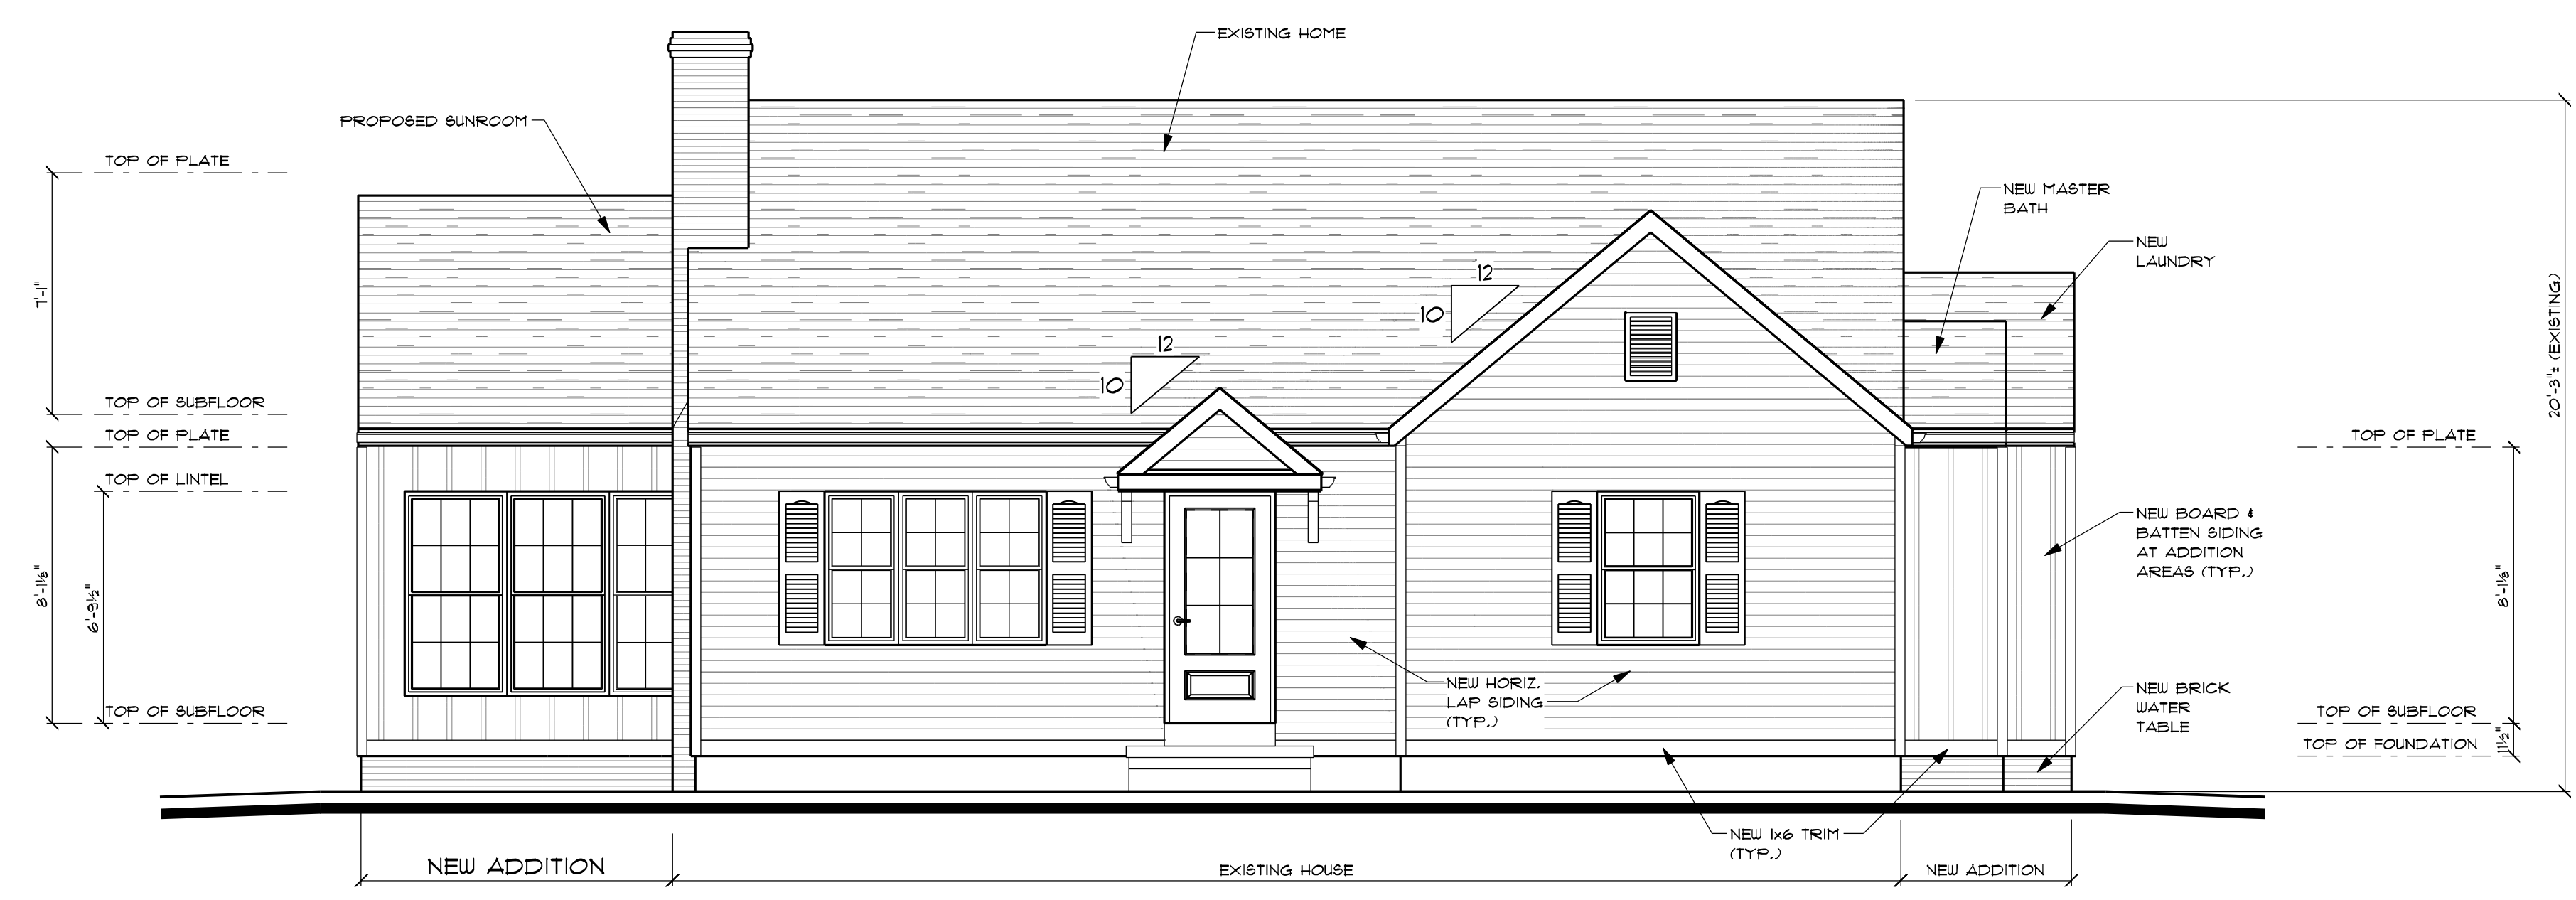 EXISTING HOME
PROPOSED SUNROOM
TOP OF PLATE
NEW MASTER
BATH
NEW
LAUNDRY
7'-1"
12
10
12
10
20'-3"± (EXISTING)
TOP OF SUBFLOOR
TOP OF PLATE
TOP OF PLATE
TOP OF LINTEL
NEW BOARD &
BATTEN SIDING
AT ADDITION
AREAS (TYP.)
8'-1⅛"
6'-9½"
8'-1⅛"
NEW HORIZ.
LAP SIDING
(TYP.)
NEW BRICK
WATER
TABLE
TOP OF SUBFLOOR
TOP OF SUBFLOOR
TOP OF FOUNDATION
11½"
NEW 1x6 TRIM
(TYP.)
NEW ADDITION
EXISTING HOUSE
NEW ADDITION